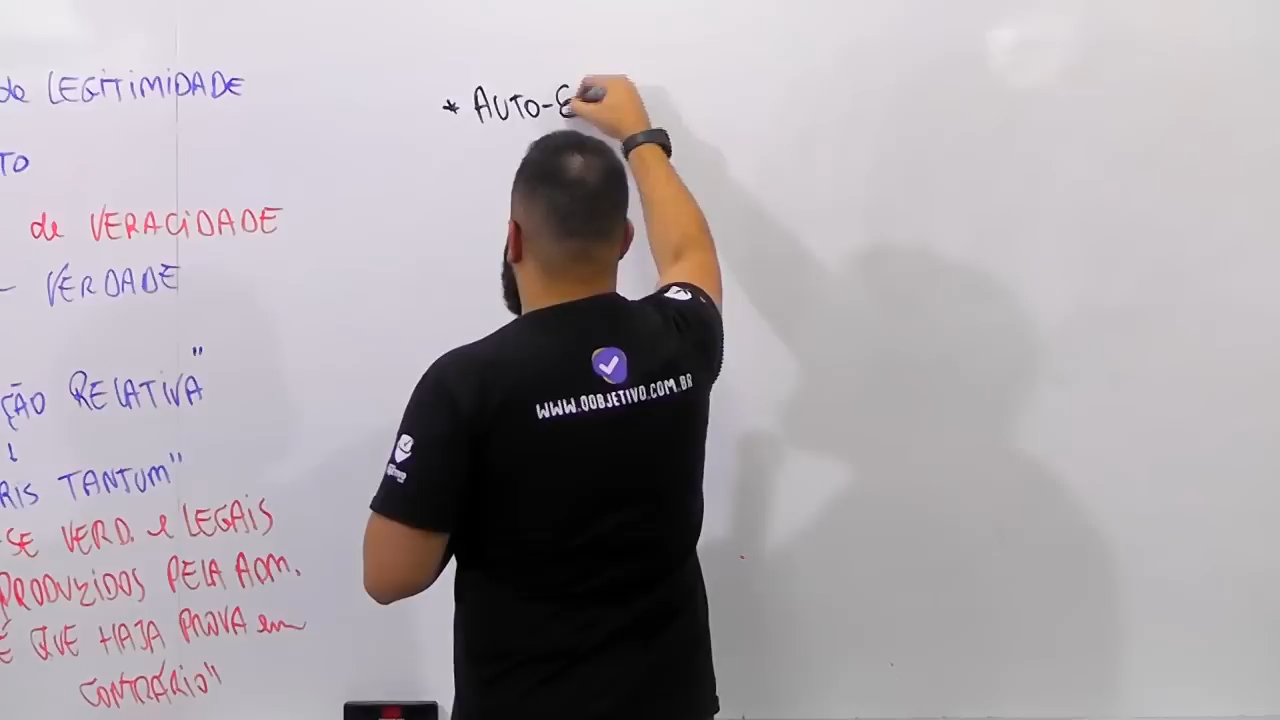 de LEGITIMIDADE
TO
de VERACIDADE
- VERDADE
ÇÃO RELATIVA"
RIS TANTUM"
SE VERD. e LEGAIS
PRODUZIDOS PELA ADM.
É QUE HAJA PROVA em
CONTRÁRIO"
* AUTO-E
WWW.OOBJETIVO.COM.BR